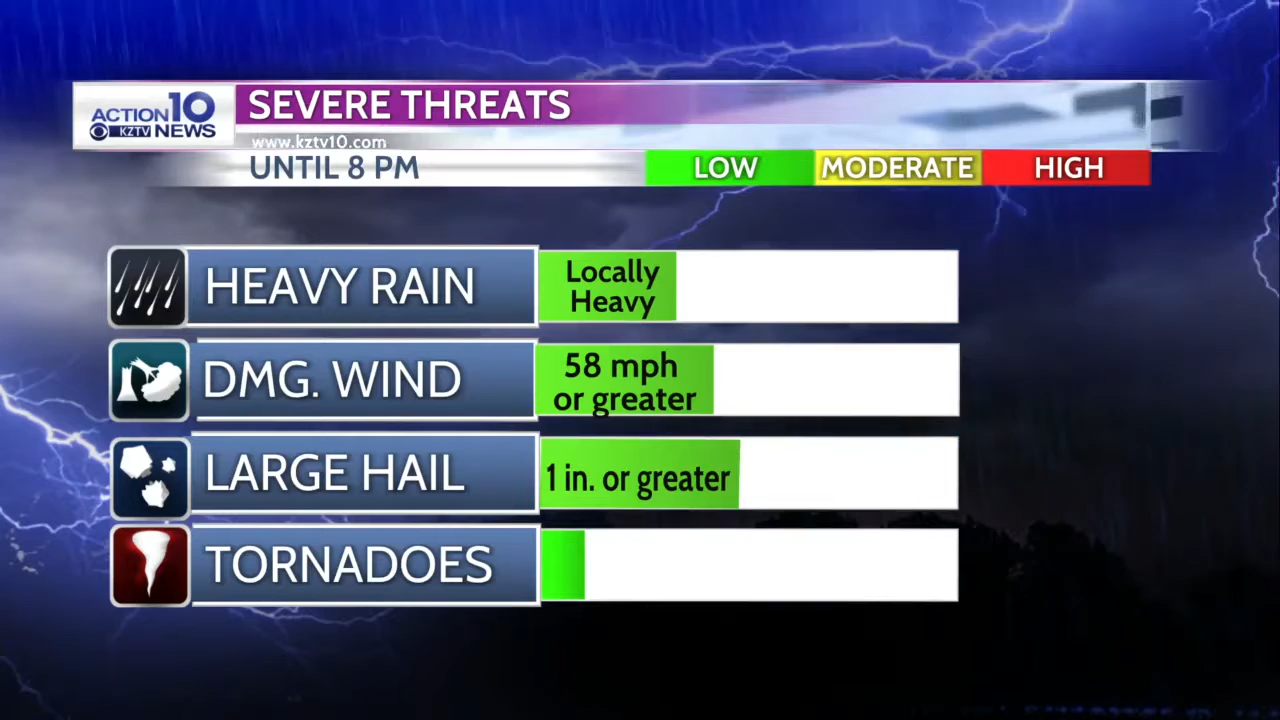 ACTION 10
KZTV NEWS
SEVERE THREATS
www.kztv10.com
UNTIL 8 PM
LOW
MODERATE
HIGH
HEAVY RAIN
Locally
Heavy
DMG. WIND
58 mph
or greater
LARGE HAIL
1 in. or greater
TORNADOES